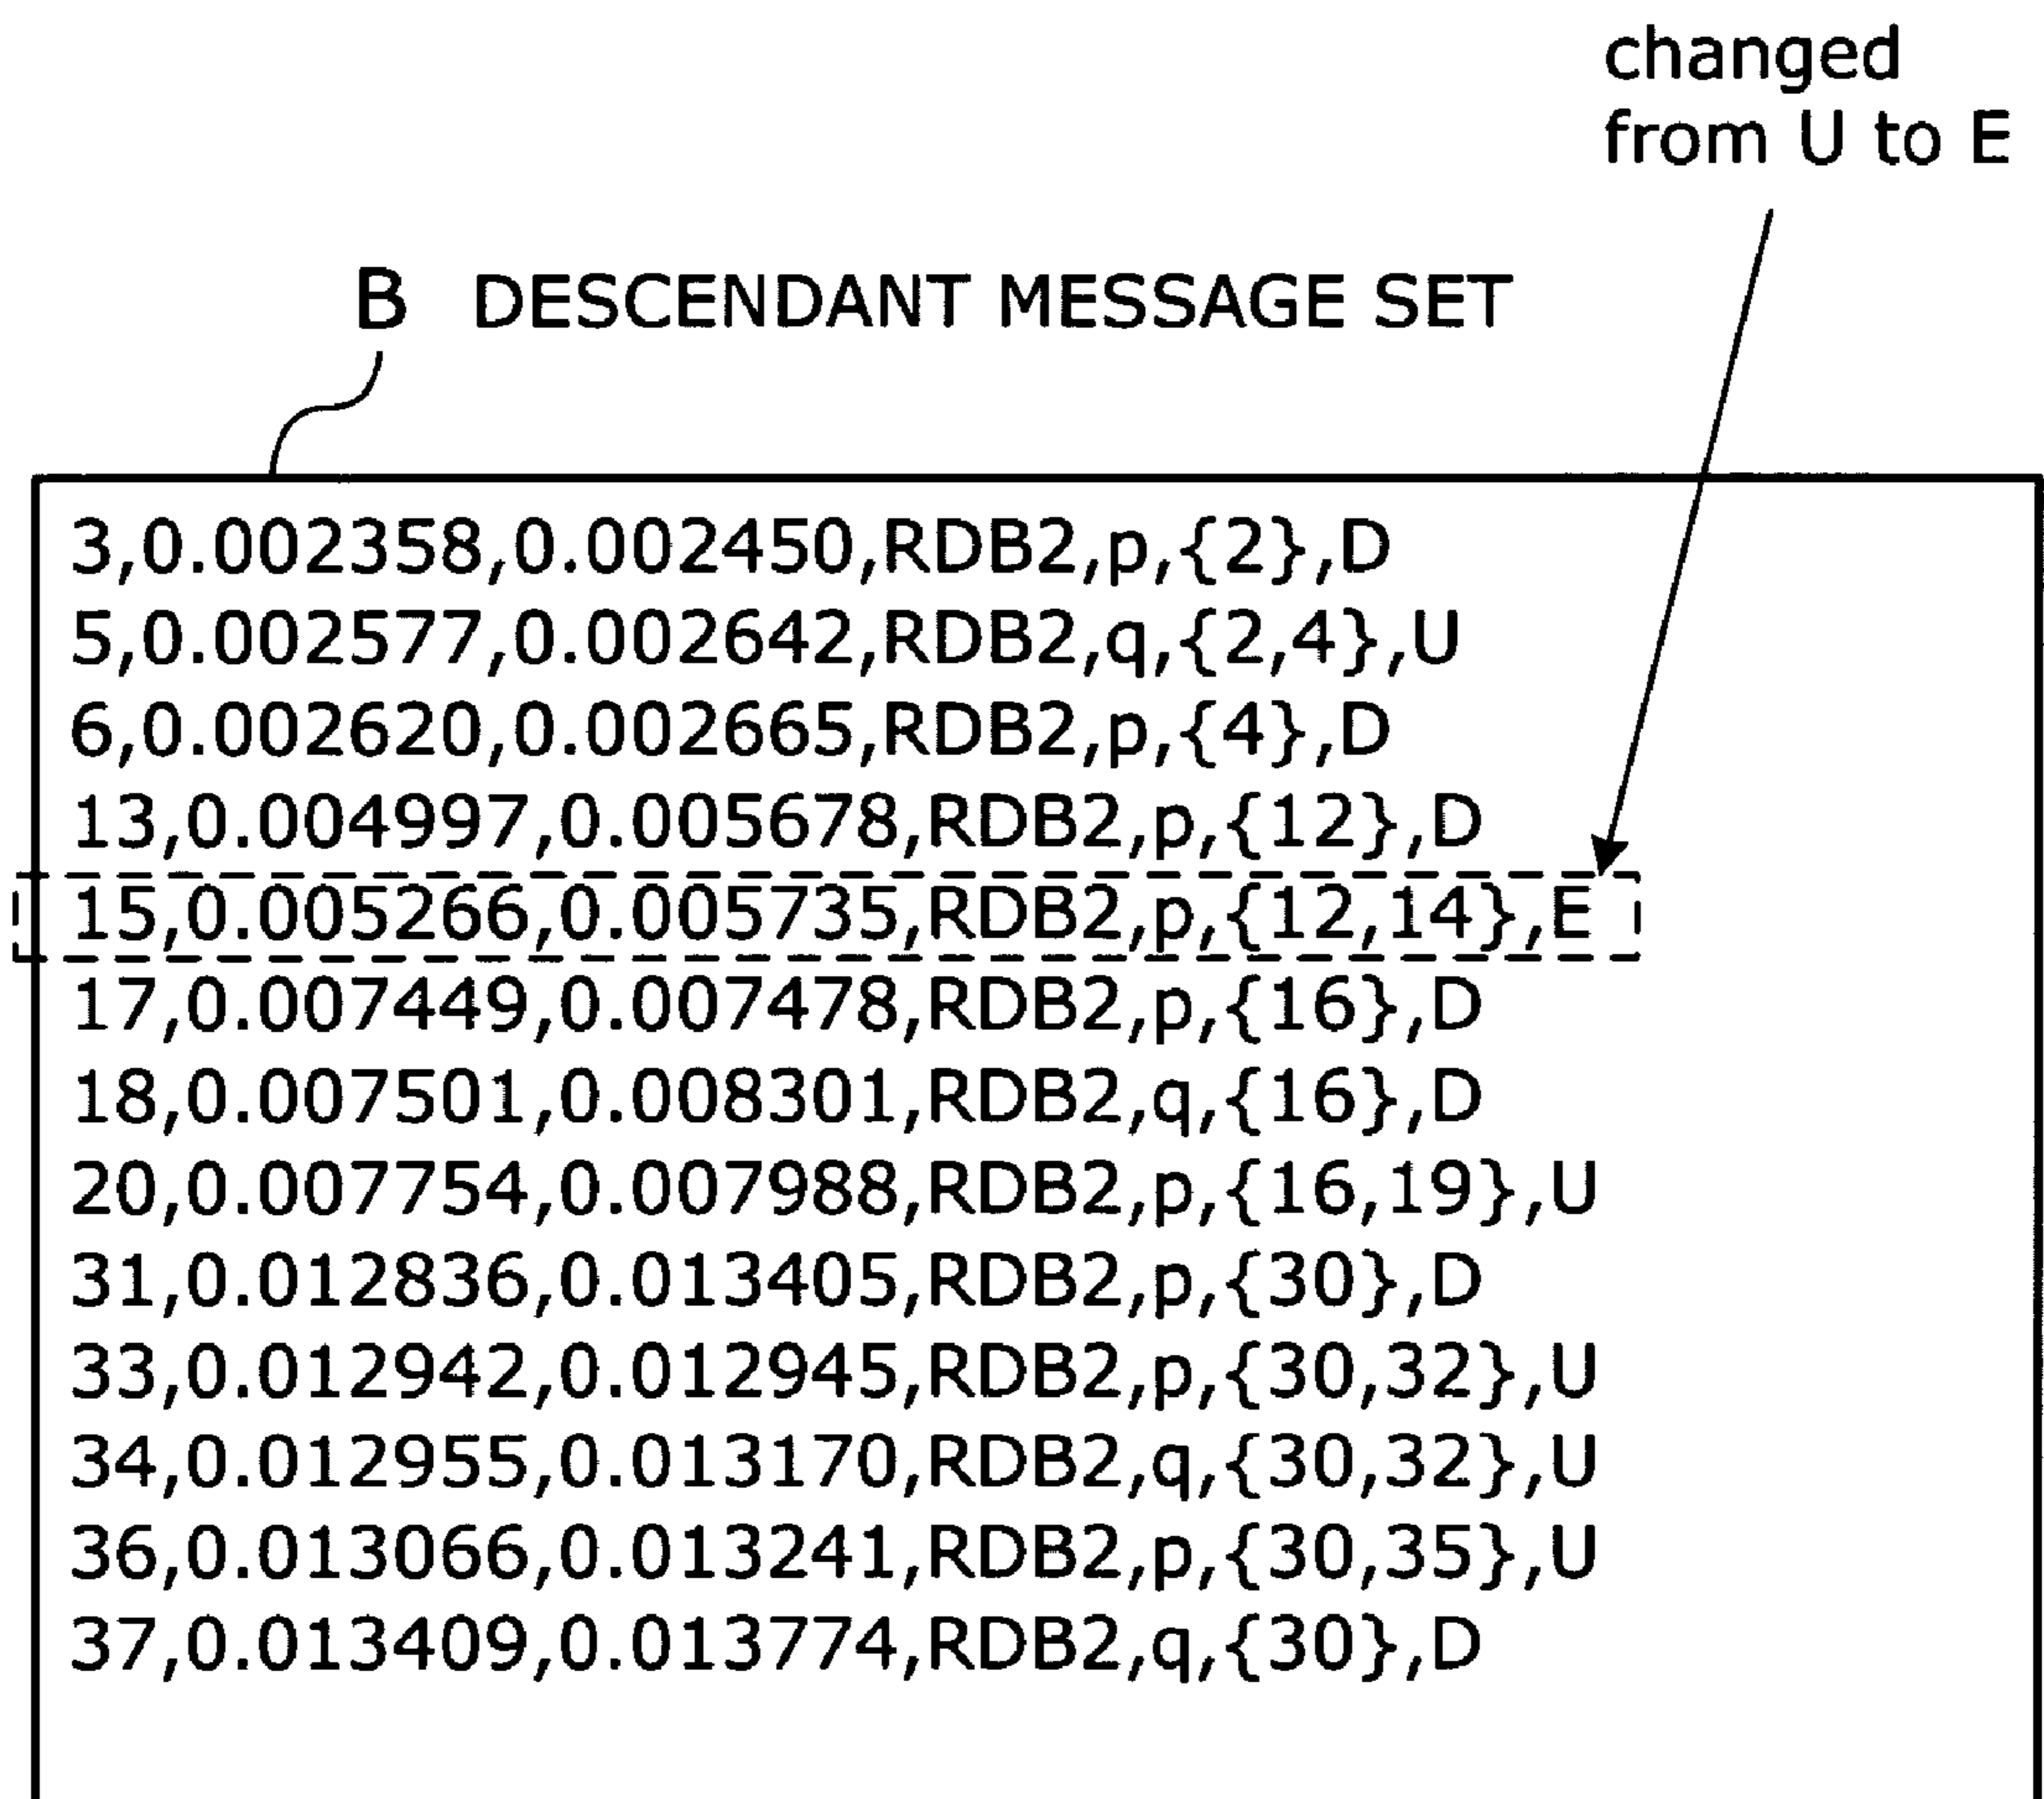 changed
from U to E
B DESCENDANT MESSAGE SET
3,0.002358,0.002450,RDB2,p,{2},D
5,0.002577,0.002642,RDB2,q,{2,4},U
6,0.002620,0.002665,RDB2,p,{4},D
13,0.004997,0.005678,RDB2,p,{12},D
15,0.005266,0.005735,RDB2,p,{12,14},E
17,0.007449,0.007478,RDB2,p,{16},D
18,0.007501,0.008301,RDB2,q,{16},D
20,0.007754,0.007988,RDB2,p,{16,19},U
31,0.012836,0.013405,RDB2,p,{30},D
33,0.012942,0.012945,RDB2,p,{30,32},U
34,0.012955,0.013170,RDB2,q,{30,32},U
36,0.013066,0.013241,RDB2,p,{30,35},U
37,0.013409,0.013774,RDB2,q,{30},D